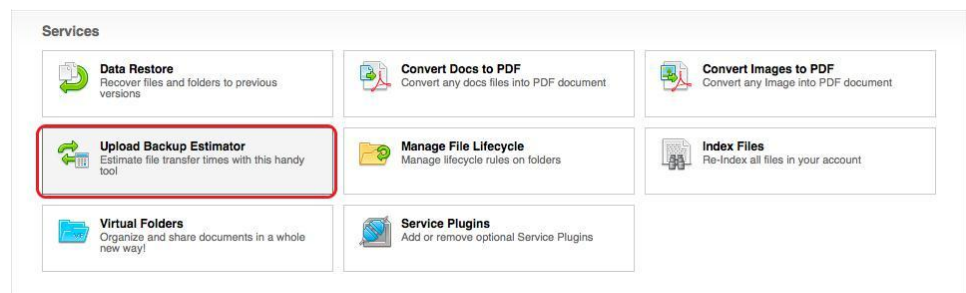 Services
Data Restore
Recover files and folders to previous
versions
Convert Docs to PDF
Convert any docs files into PDF document
Convert Images to PDF
Convert any Image into PDF document
Upload Backup Estimator
Estimate file transfer times with this handy
tool
Manage File Lifecycle
Manage lifecycle rules on folders
Index Files
Re-Index all files in your account
Virtual Folders
Organize and share documents in a whole
new way!
Service Plugins
Add or remove optional Service Plugins